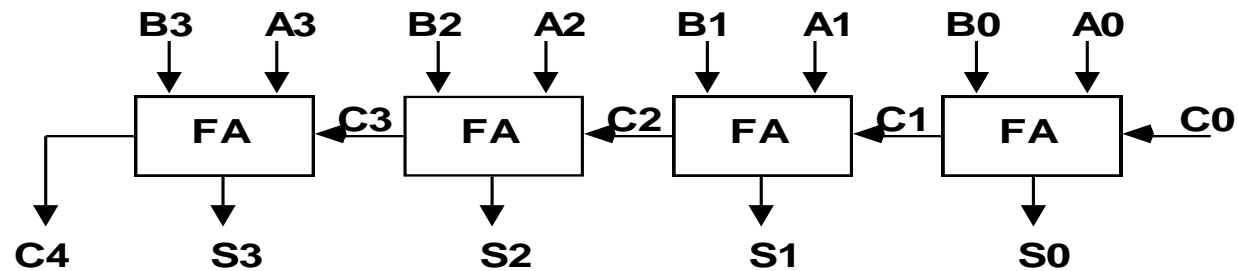 B3 A3 B2 A2 B1 A1 B0 A0
FA C3 FA C2 FA C1 FA C0
C4 S3 S2 S1 S0